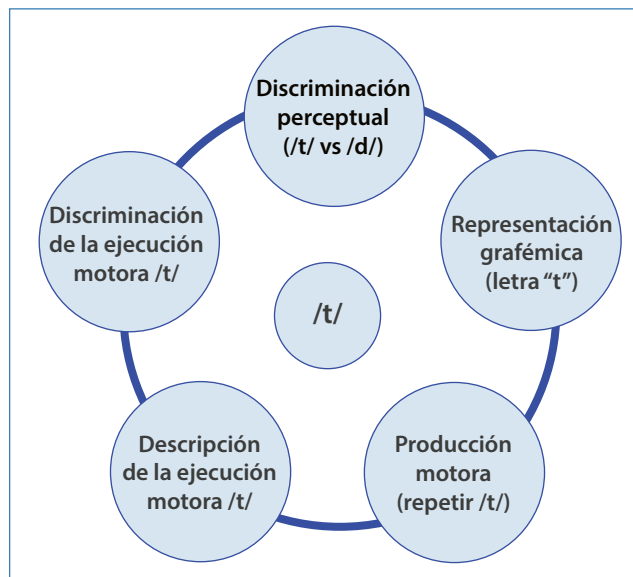 Discriminación
perceptual
(/t/ vs /d/)
Representación
grafémica
(letra “t”)
Producción
motora
(repetir /t/)
Descripción
de la ejecución
motora /t/
Discriminación
de la ejecución
motora /t/
/t/